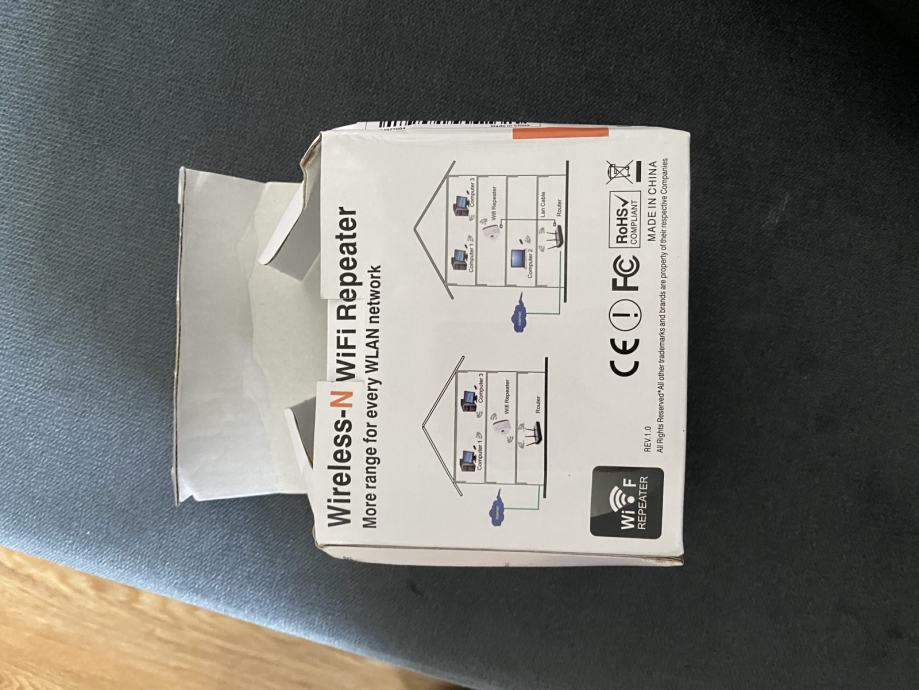 Wireless-N WiFi Repeater
More range for every WLAN network
Computer 1
Computer 3
Wifi Repeater
Router
Computer 1
Computer 3
Wifi Repeater
Computer 2
Lan Cable
Router
Wi F
REPEATER
CE FC RoHS
COMPLIANT
REV.1.0
MADE IN CHINA
All Rights Reserved*All other trademarks and brands are property of their respective Companies